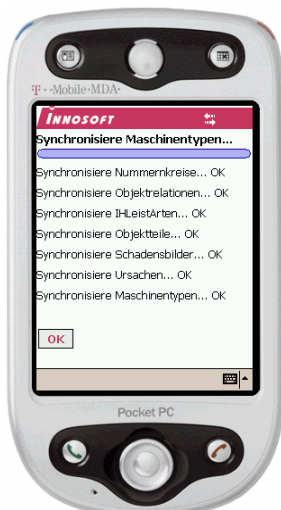 T··Mobile·MDA·
INNOSOFT
Synchronisiere Maschinentypen...
Synchronisiere Nummernkreise... OK
Synchronisiere Objektrelationen... OK
Synchronisiere IHLeistArten... OK
Synchronisiere Objektteile... OK
Synchronisiere Schadensbilder... OK
Synchronisiere Ursachen... OK
Synchronisiere Maschinentypen... OK
OK
Pocket PC